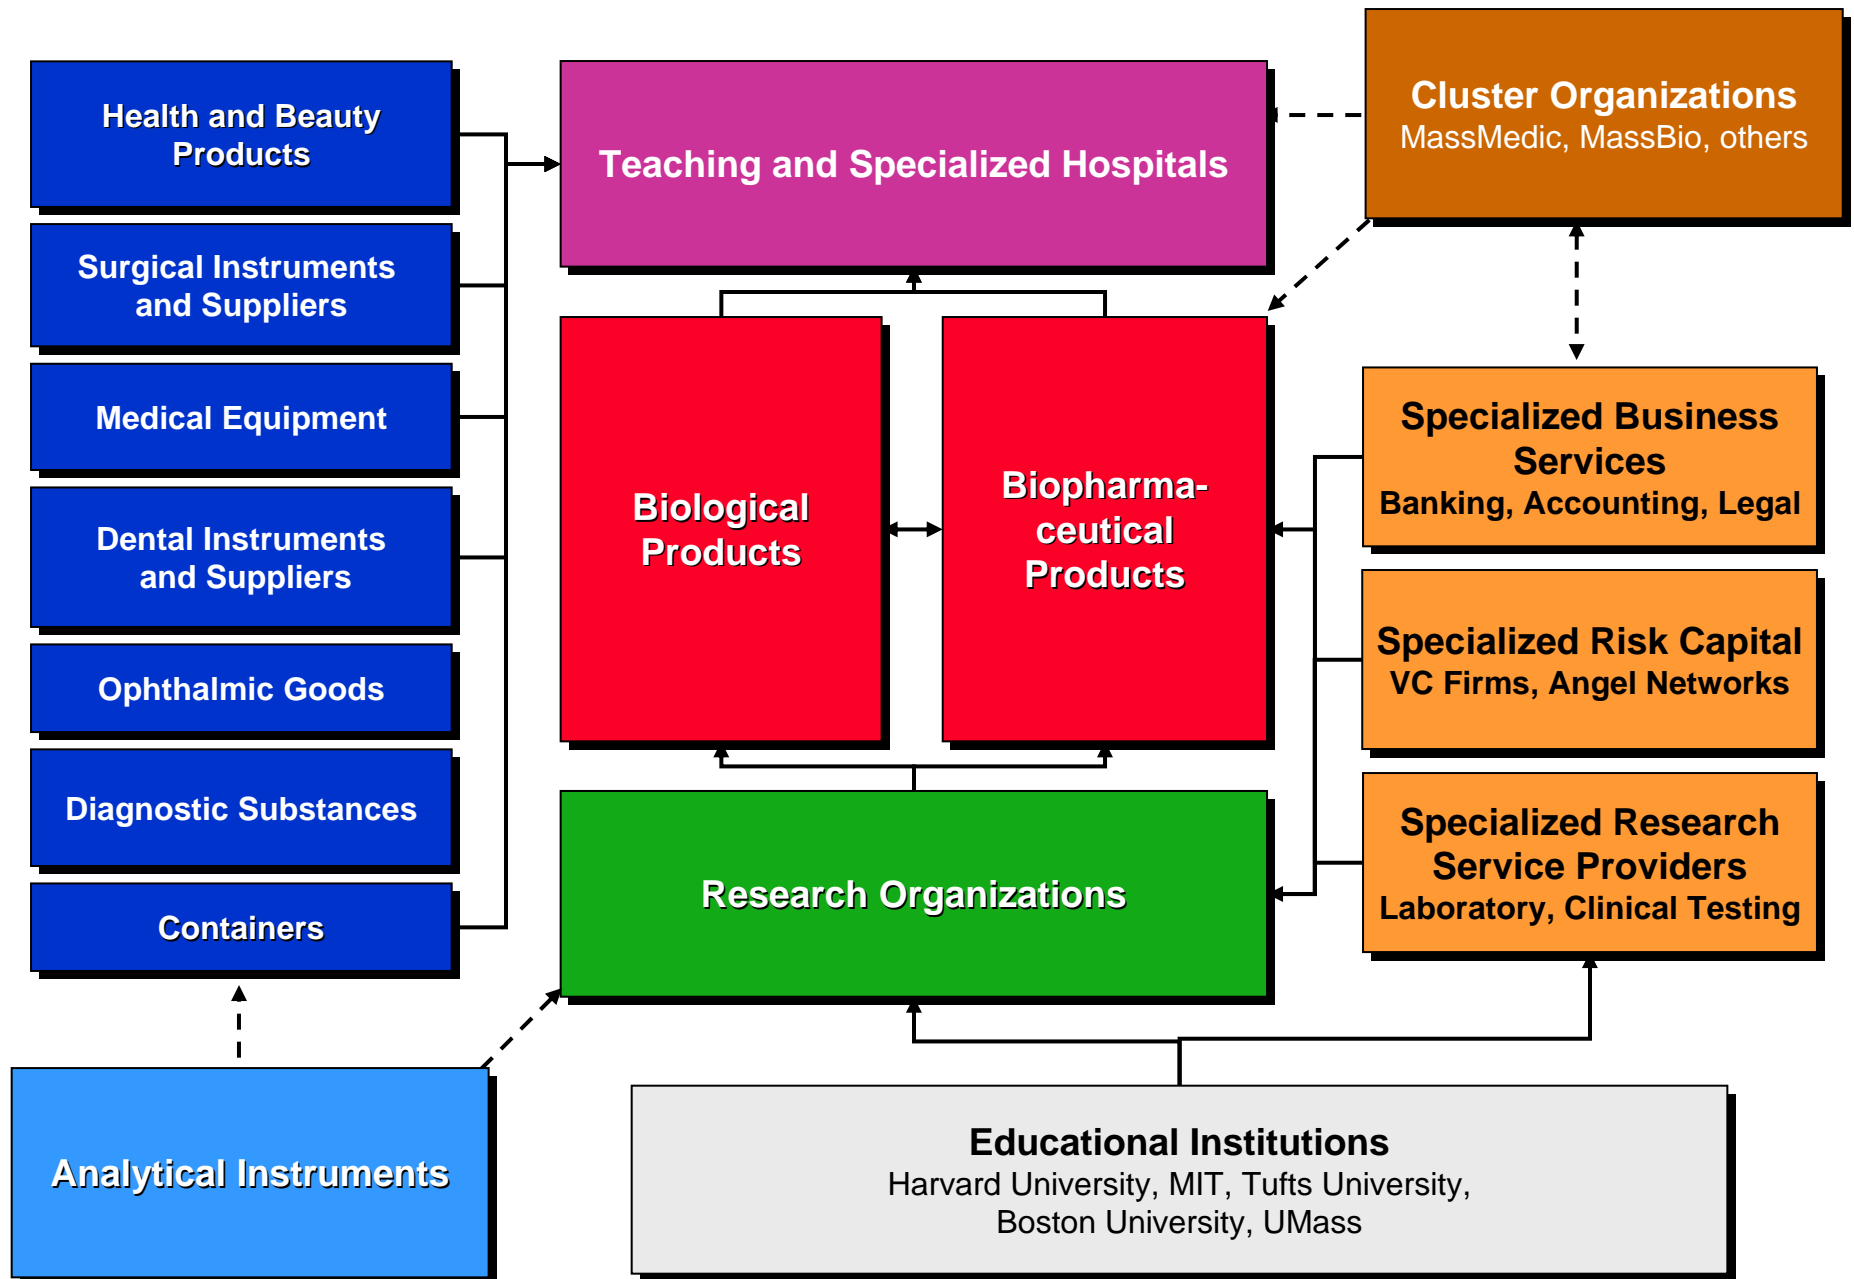 Health and Beauty
Products
Surgical Instruments
and Suppliers
Medical Equipment
Dental Instruments
and Suppliers
Ophthalmic Goods
Diagnostic Substances
Containers
Analytical Instruments
Teaching and Specialized Hospitals
Biological
Products
Biopharma-
ceutical
Products
Research Organizations
Educational Institutions
Harvard University, MIT, Tufts University,
Boston University, UMass
Cluster Organizations
MassMedic, MassBio, others
Specialized Business
Services
Banking, Accounting, Legal
Specialized Risk Capital
VC Firms, Angel Networks
Specialized Research
Service Providers
Laboratory, Clinical Testing